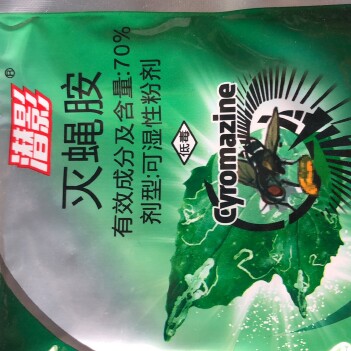 潜影®
灭蝇胺
有效成分及含量:70%
剂型:可湿性粉剂
低毒
Cyromazine